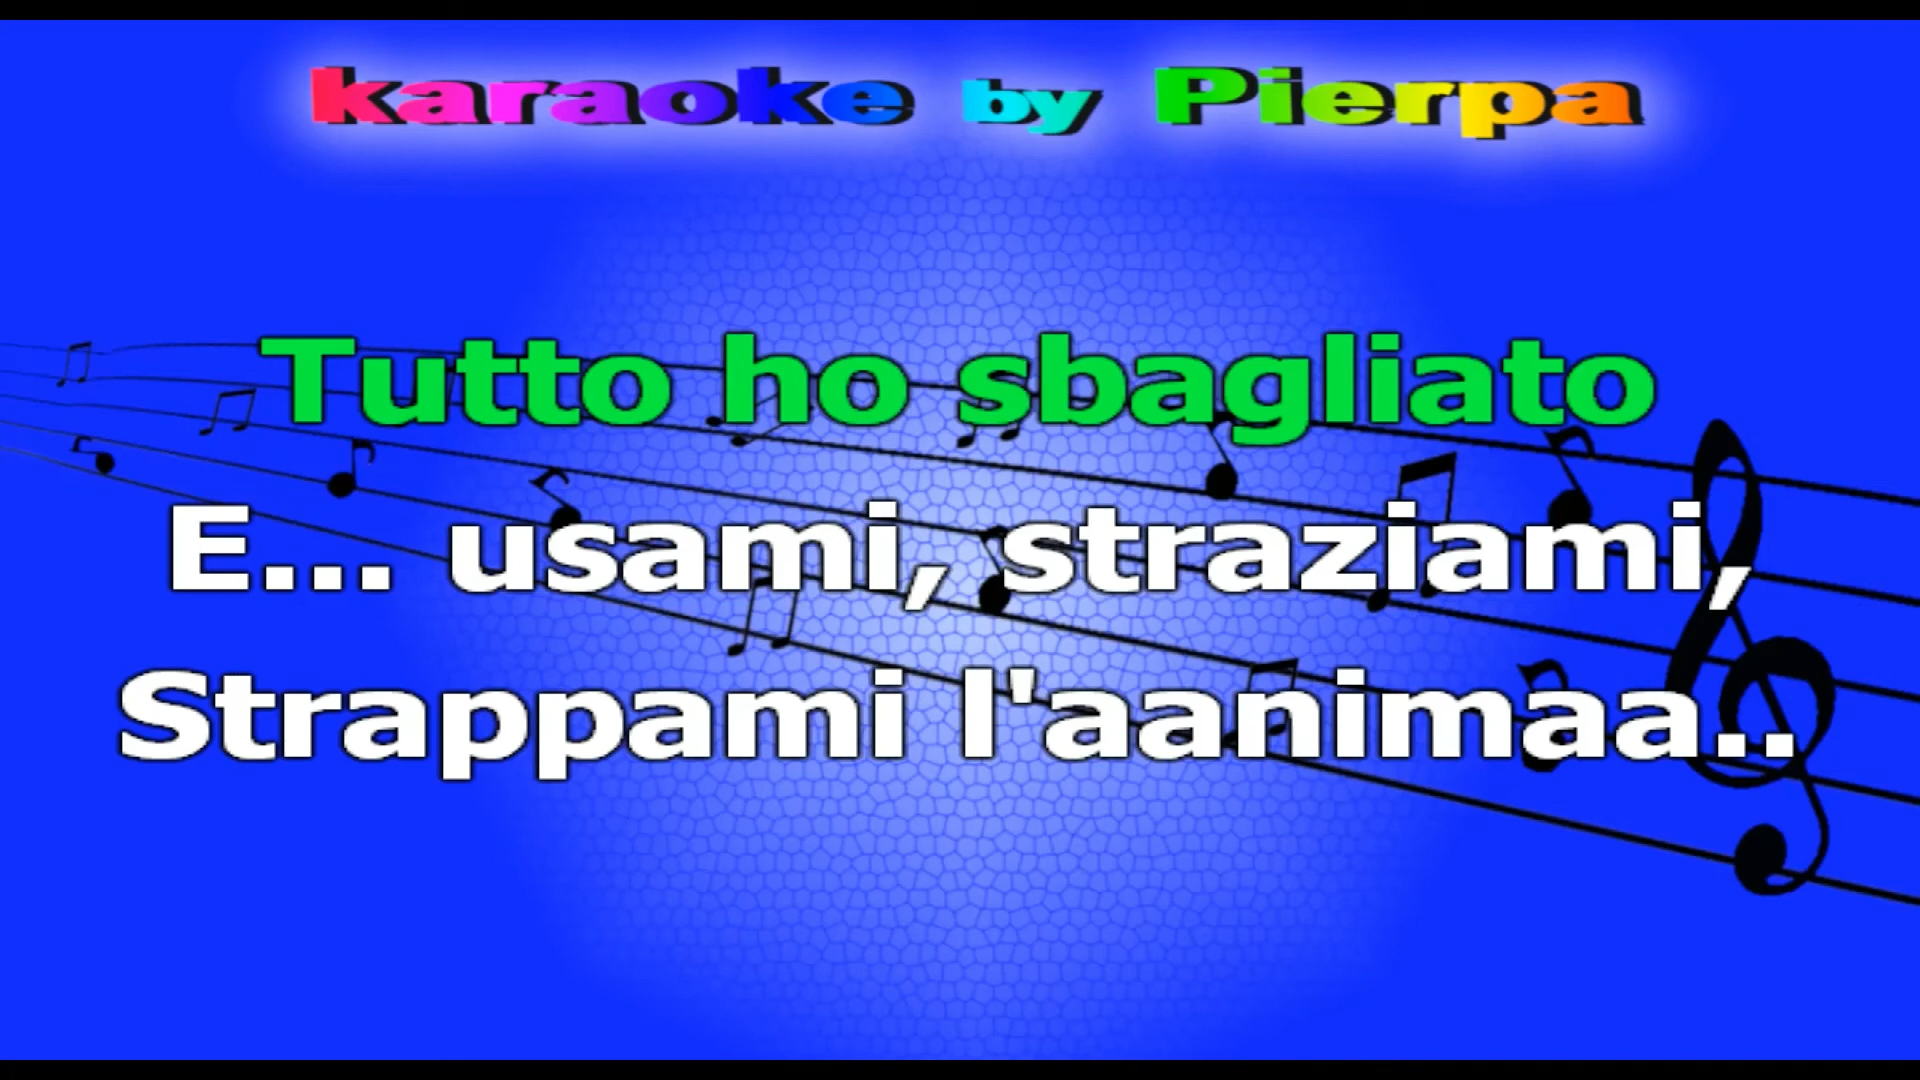 karaoke by Pierpa
Tutto ho sbagliato
E... usami, straziami,
Strappami l'aanimaa..